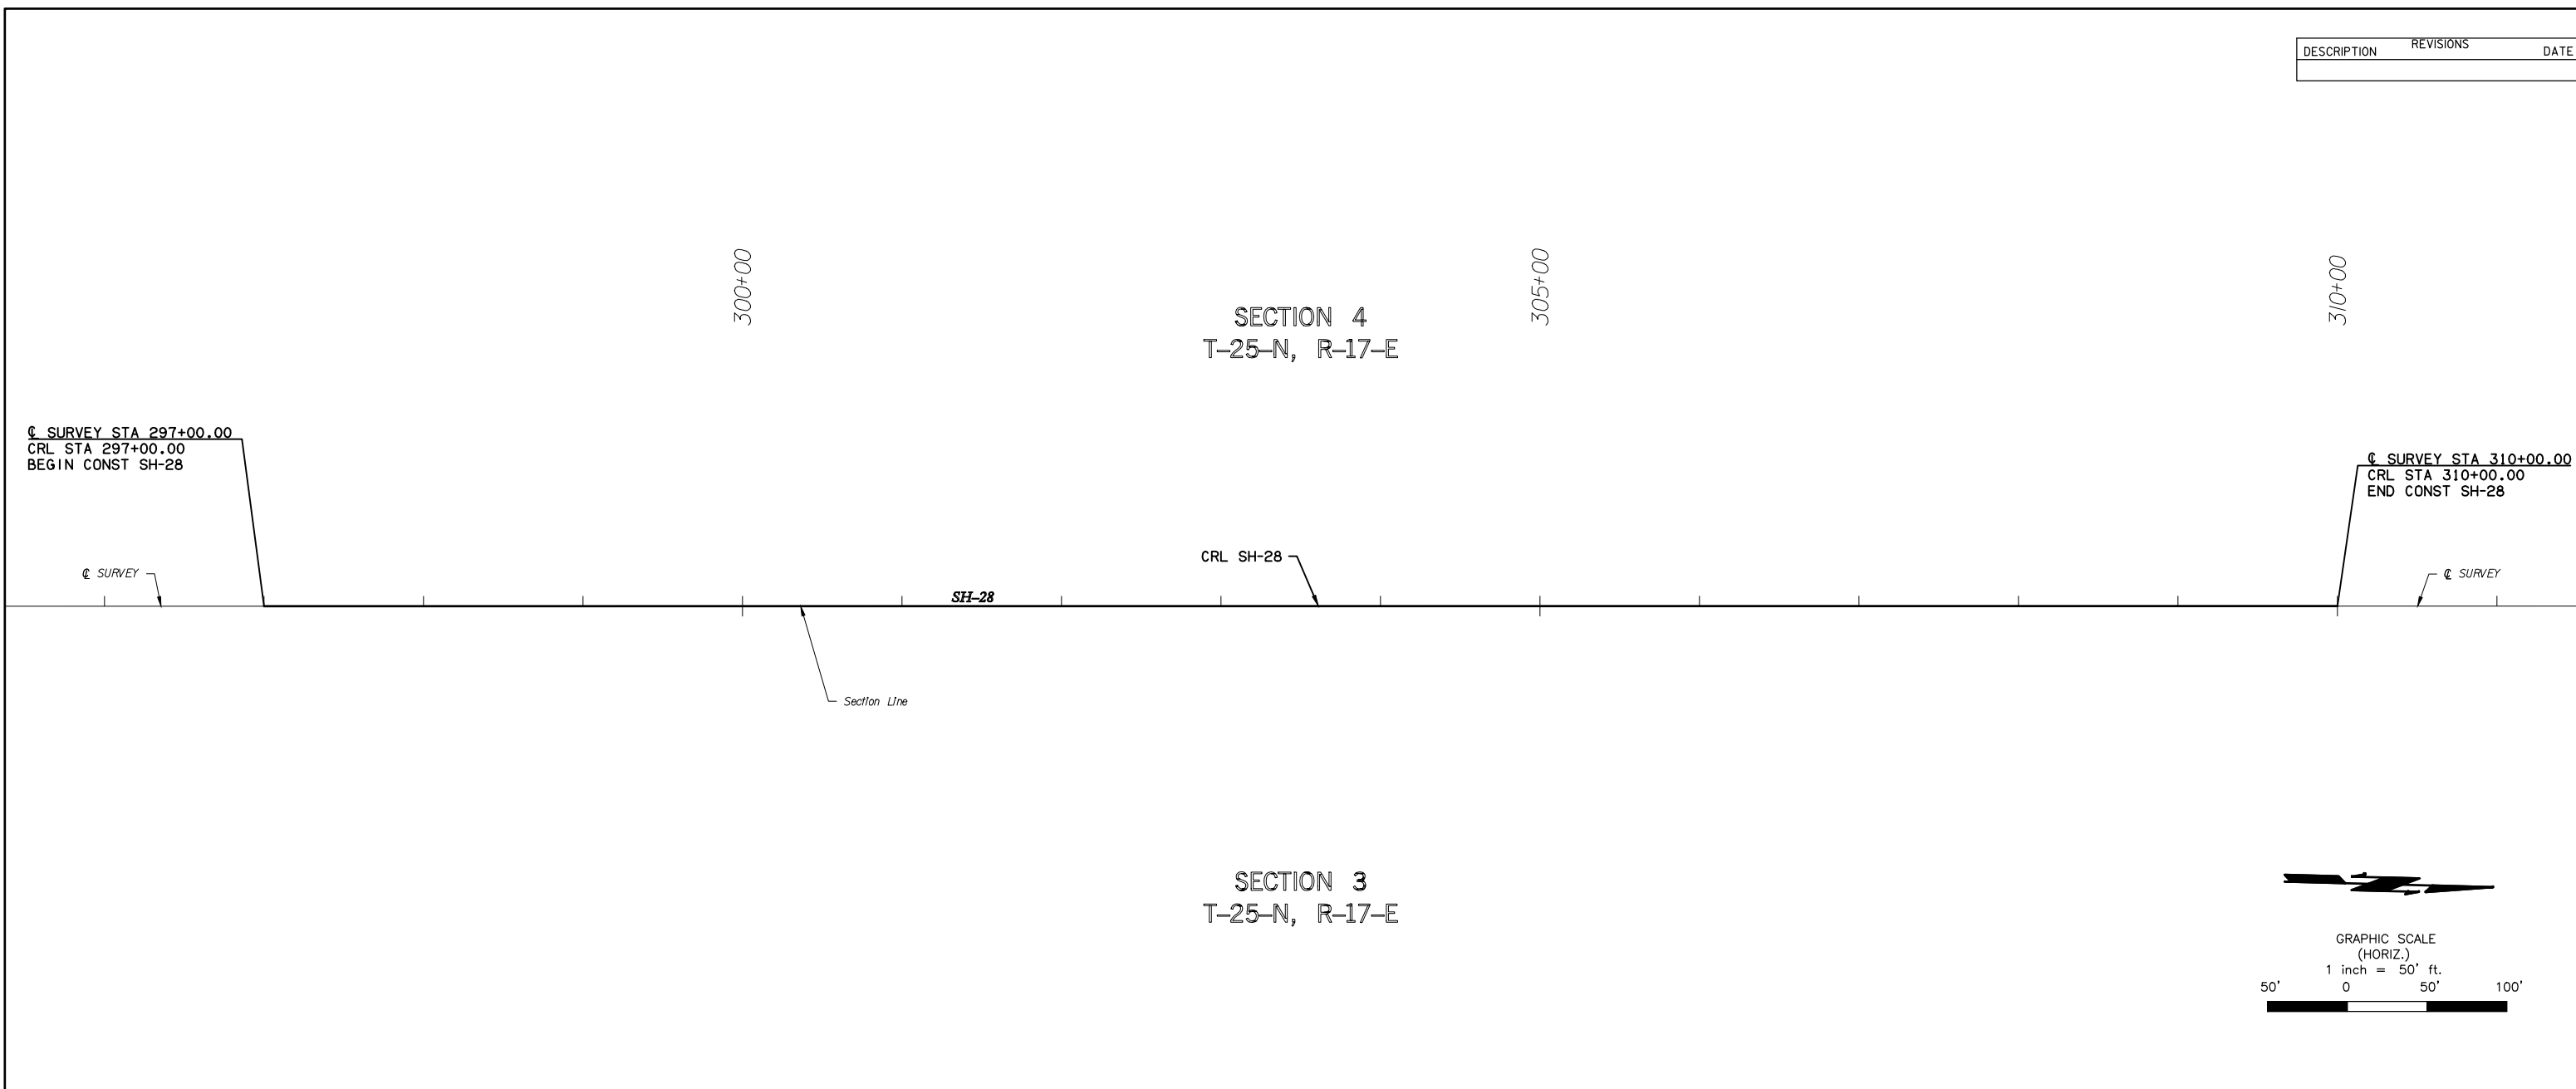 REVISIONS
DESCRIPTION DATE
300+00
305+00
310+00
SECTION 4
T-25-N, R-17-E
℄ SURVEY STA 297+00.00
CRL STA 297+00.00
BEGIN CONST SH-28
℄ SURVEY STA 310+00.00
CRL STA 310+00.00
END CONST SH-28
CRL SH-28
℄ SURVEY
℄ SURVEY
SH-28
Section Line
SECTION 3
T-25-N, R-17-E
GRAPHIC SCALE
(HORIZ.)
1 inch = 50' ft.
50' 0 50' 100'